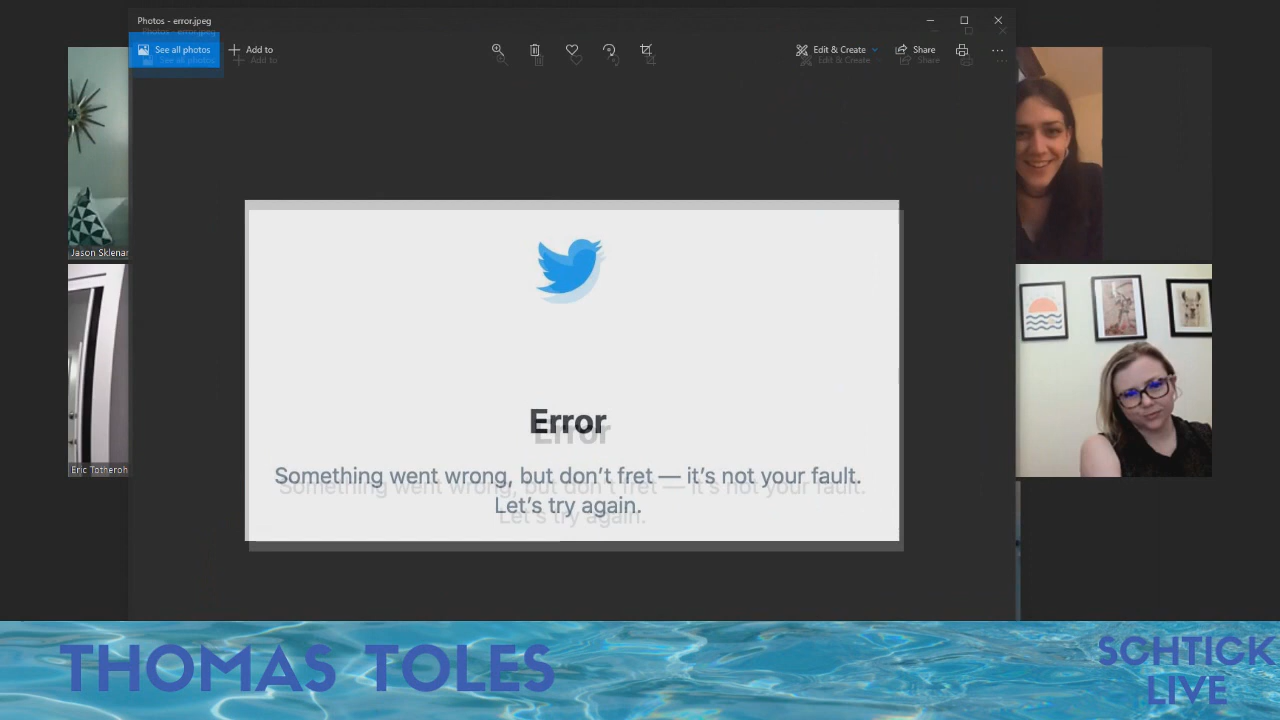 Photos - error.jpeg
See all photos
Add to
Edit & Create
Share
Jason Sklenar
Eric Totheroh
Error
Something went wrong, but don't fret — it's not your fault.
Let's try again.
THOMAS TOLES
SCHTICK
LIVE